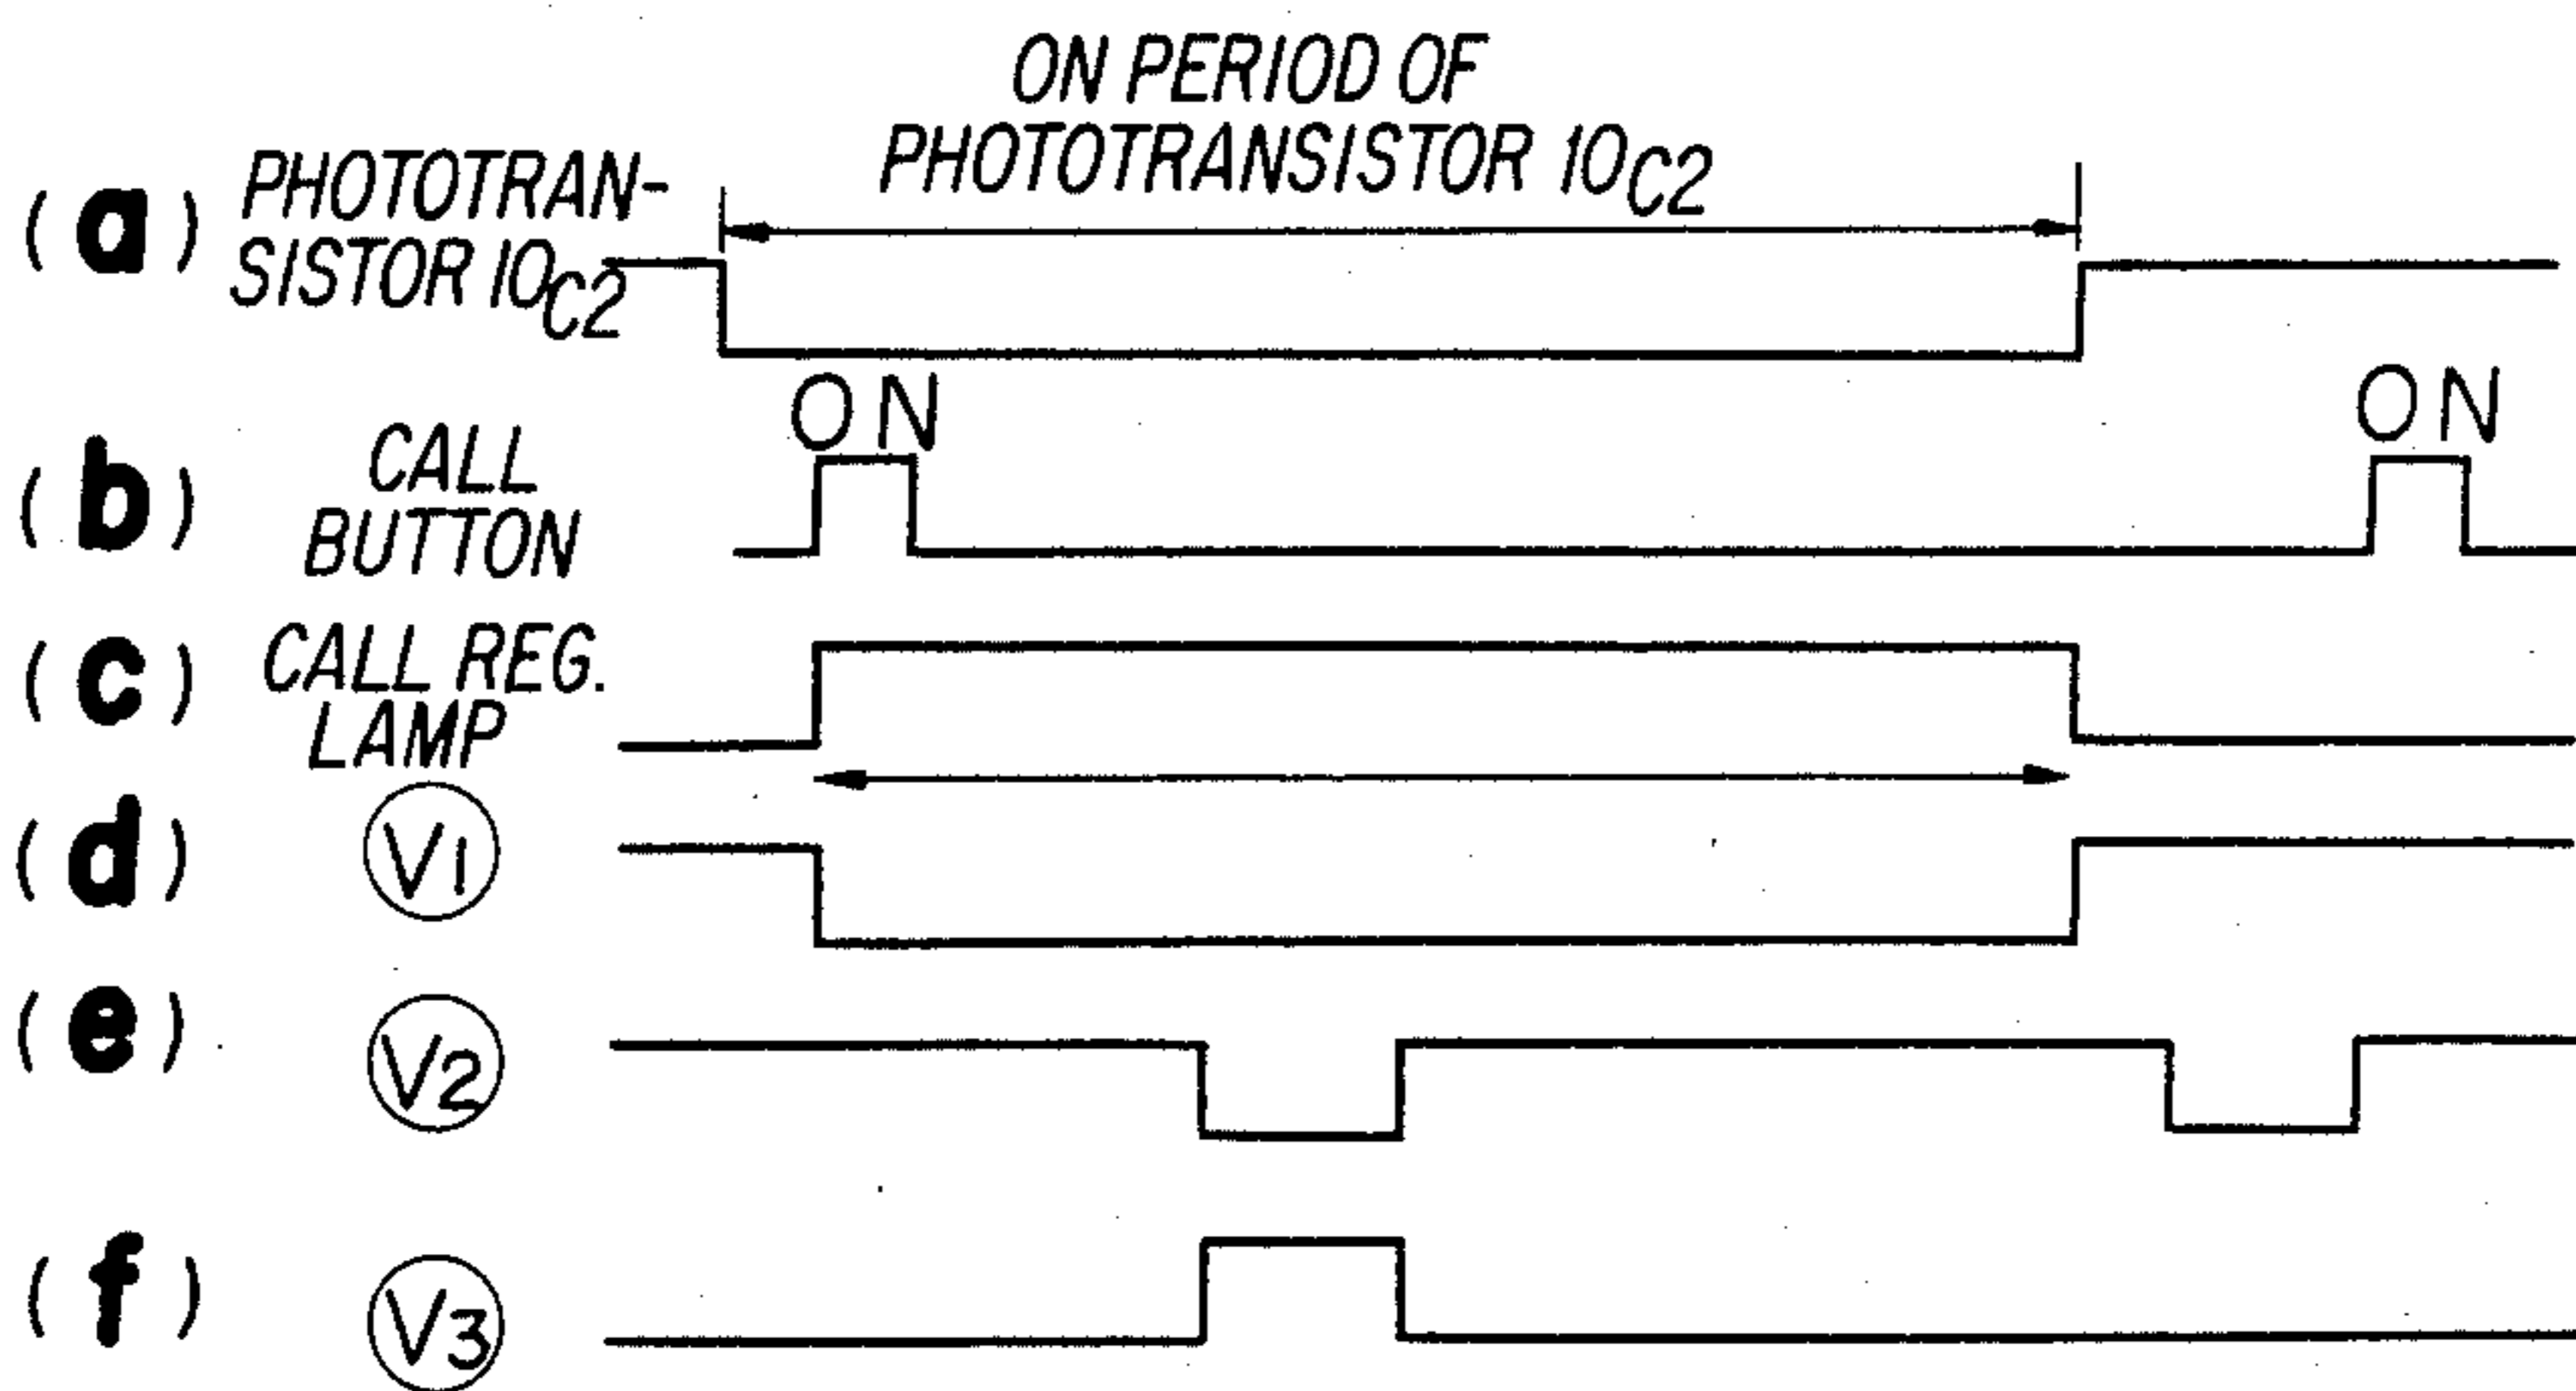 ON PERIOD OF
PHOTOTRANSISTOR 10C2
(a) PHOTOTRAN-
SISTOR 10C2
ON ON
(b) CALL
BUTTON
(c) CALL REG.
LAMP
(d) V1
(e) V2
(f) V3